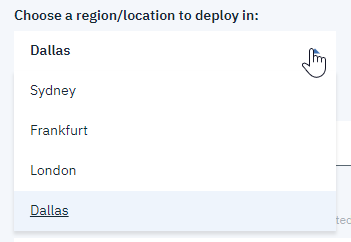 Choose a region/location to deploy in:
Dallas
Sydney
Frankfurt
London
Dallas